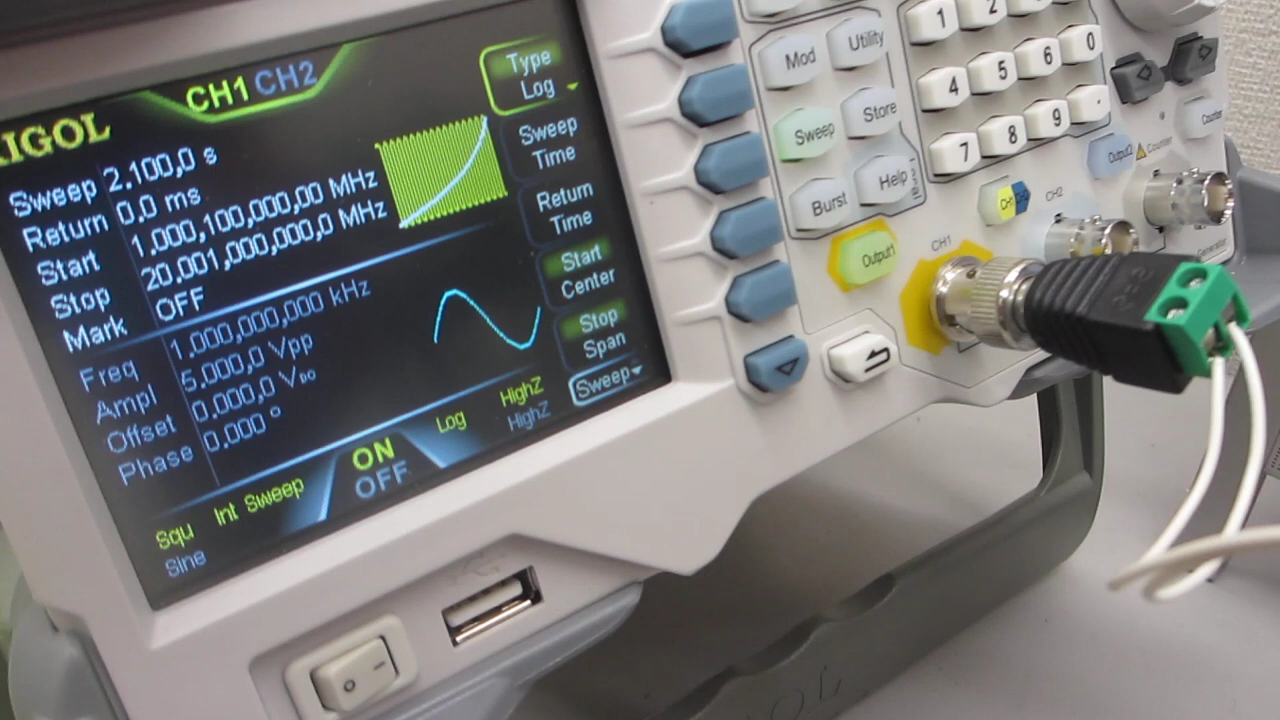 RIGOL
CH1 CH2
Sweep 2.100,0 s
Return 0,0 ms
Start 1,000,100,000,00 MHz
Stop 20.001,000,000,0 MHz
Mark OFF
Freq 1,000,000,000 kHz
Ampl 5.000,0 Vpp
Offset 0.000,0 VDC
Phase 0.000 °
Squ Int Sweep ON Log HighZ
Sine OFF HighZ
Type
Log
Sweep
Time
Return
Time
Start
Center
Stop
Span
Sweep
Mod
Utility
Sweep
Store
Burst
Help
Output1
1 2 3
4 5 6 0
7 8 9 .
Output2
Counter
CH1
CH2